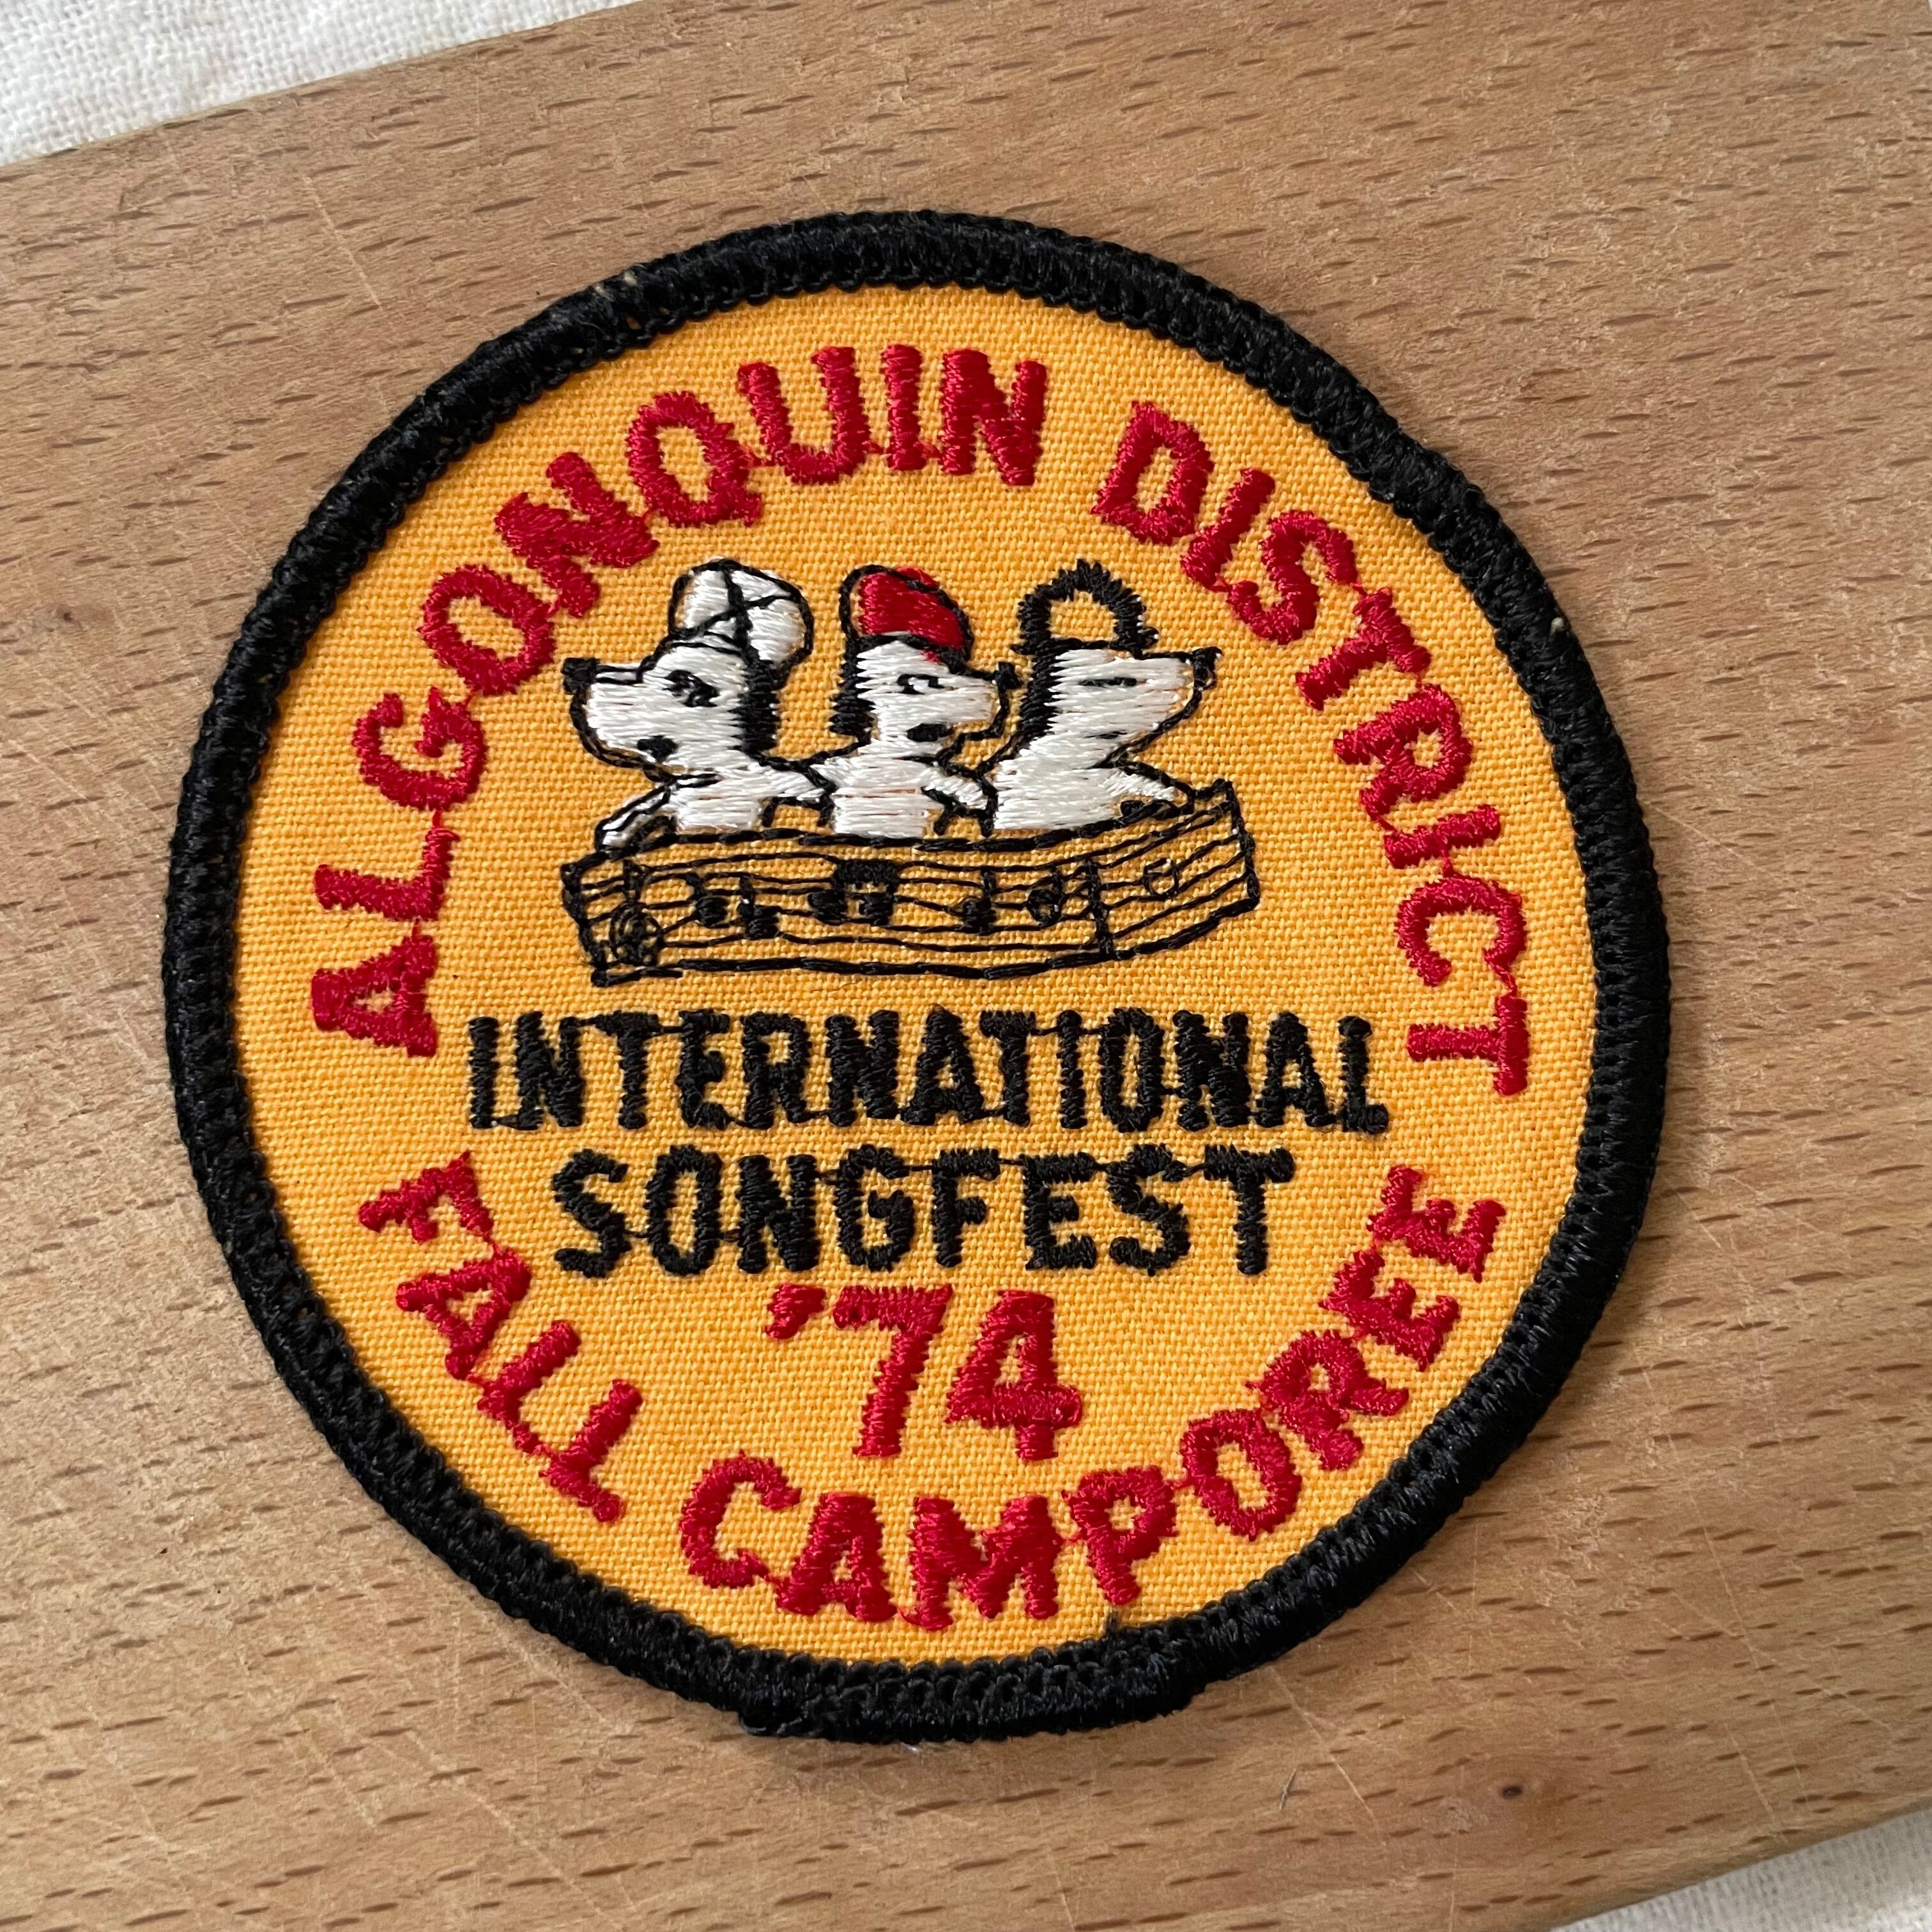 ALGONQUIN DISTRICT
INTERNATIONAL
SONGFEST
'74
FALL CAMPOREE